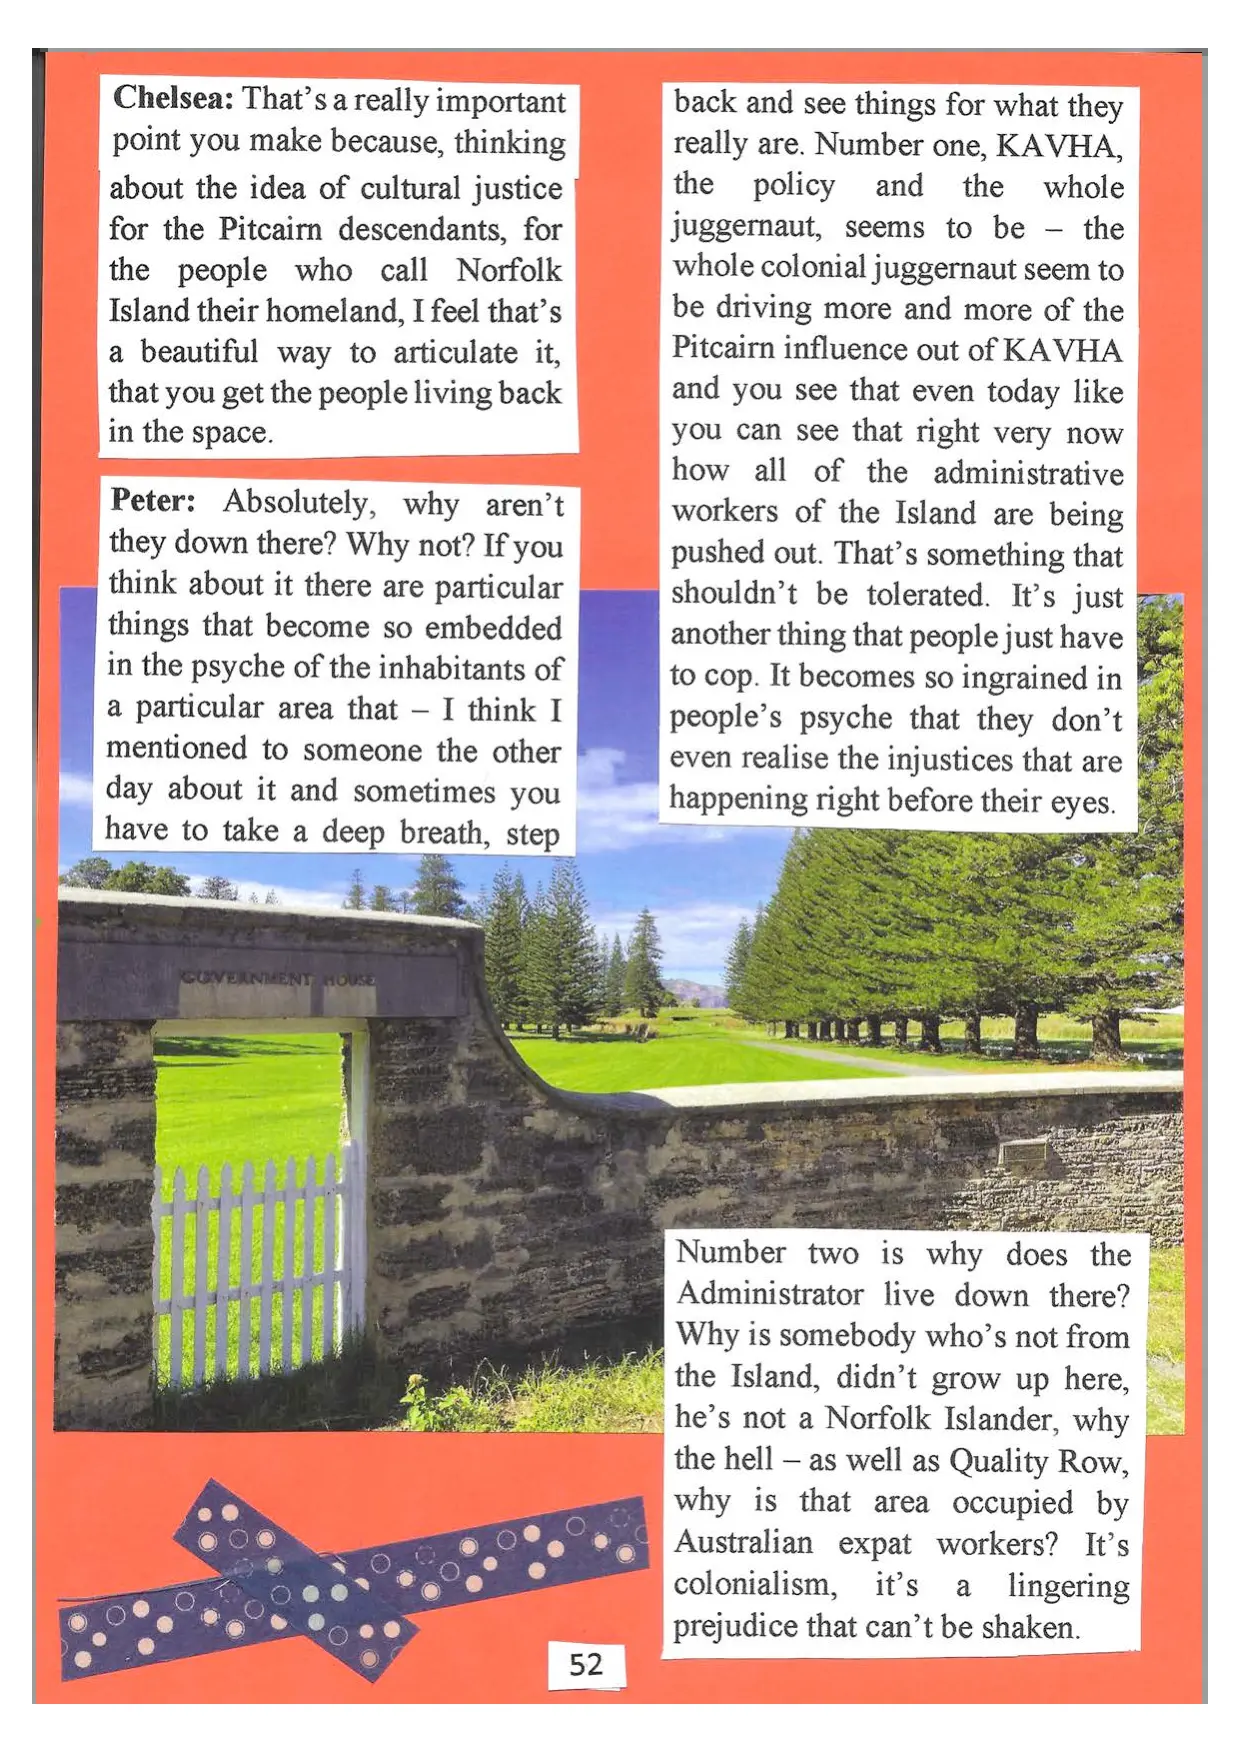 Chelsea: That's a really important
point you make because, thinking
about the idea of cultural justice
for the Pitcairn descendants, for
the people who call Norfolk
Island their homeland, I feel that's
a beautiful way to articulate it,
that you get the people living back
in the space.
Peter: Absolutely, why aren't
they down there? Why not? If you
think about it there are particular
things that become so embedded
in the psyche of the inhabitants of
a particular area that – I think I
mentioned to someone the other
day about it and sometimes you
have to take a deep breath, step
back and see things for what they
really are. Number one, KAVHA,
the policy and the whole
juggernaut, seems to be – the
whole colonial juggernaut seem to
be driving more and more of the
Pitcairn influence out of KAVHA
and you see that even today like
you can see that right very now
how all of the administrative
workers of the Island are being
pushed out. That's something that
shouldn't be tolerated. It's just
another thing that people just have
to cop. It becomes so ingrained in
people's psyche that they don't
even realise the injustices that are
happening right before their eyes.
GOVERNMENT HOUSE
Number two is why does the
Administrator live down there?
Why is somebody who's not from
the Island, didn't grow up here,
he's not a Norfolk Islander, why
the hell – as well as Quality Row,
why is that area occupied by
Australian expat workers? It's
colonialism, it's a lingering
prejudice that can't be shaken.
52